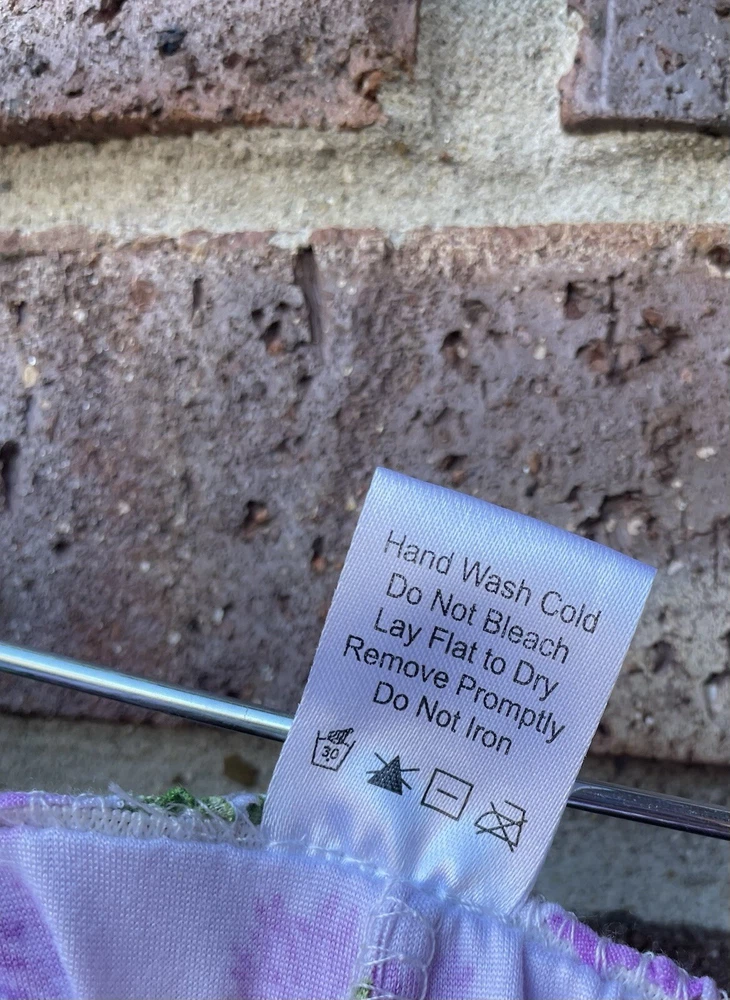 Hand Wash Cold
Do Not Bleach
Lay Flat to Dry
Remove Promptly
Do Not Iron
30